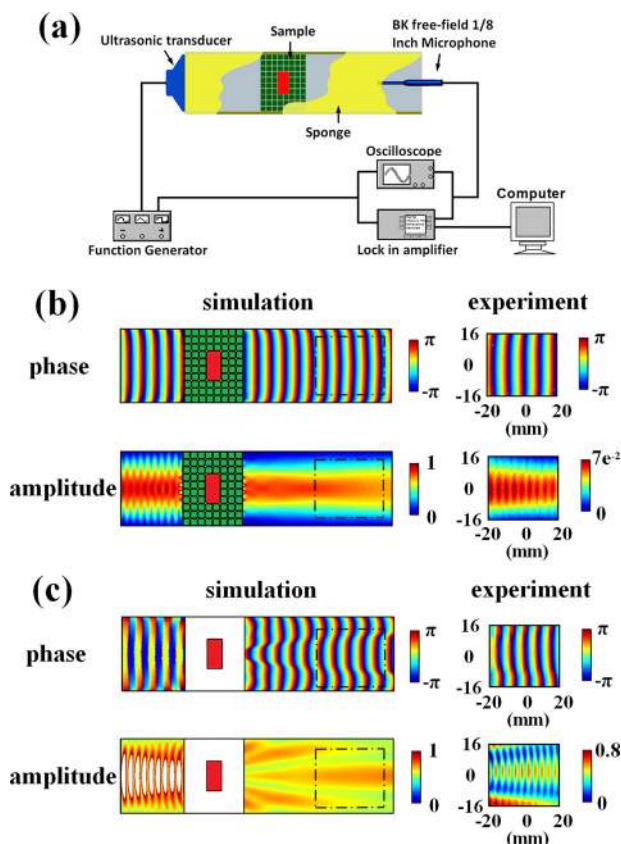 (a)
BK free-field 1/8
Inch Microphone
Ultrasonic transducer
Sample
Sponge
Oscilloscope
Computer
Function Generator
Lock in amplifier
(b)
simulation
experiment
phase
π
-π
16
0
-16
-20 0 20
(mm)
π
-π
amplitude
1
0
16
0
-16
-20 0 20
(mm)
7e-2
0
(c)
simulation
experiment
phase
π
-π
16
0
-16
-20 0 20
(mm)
π
-π
amplitude
1
0
16
0
-16
-20 0 20
(mm)
0.8
0